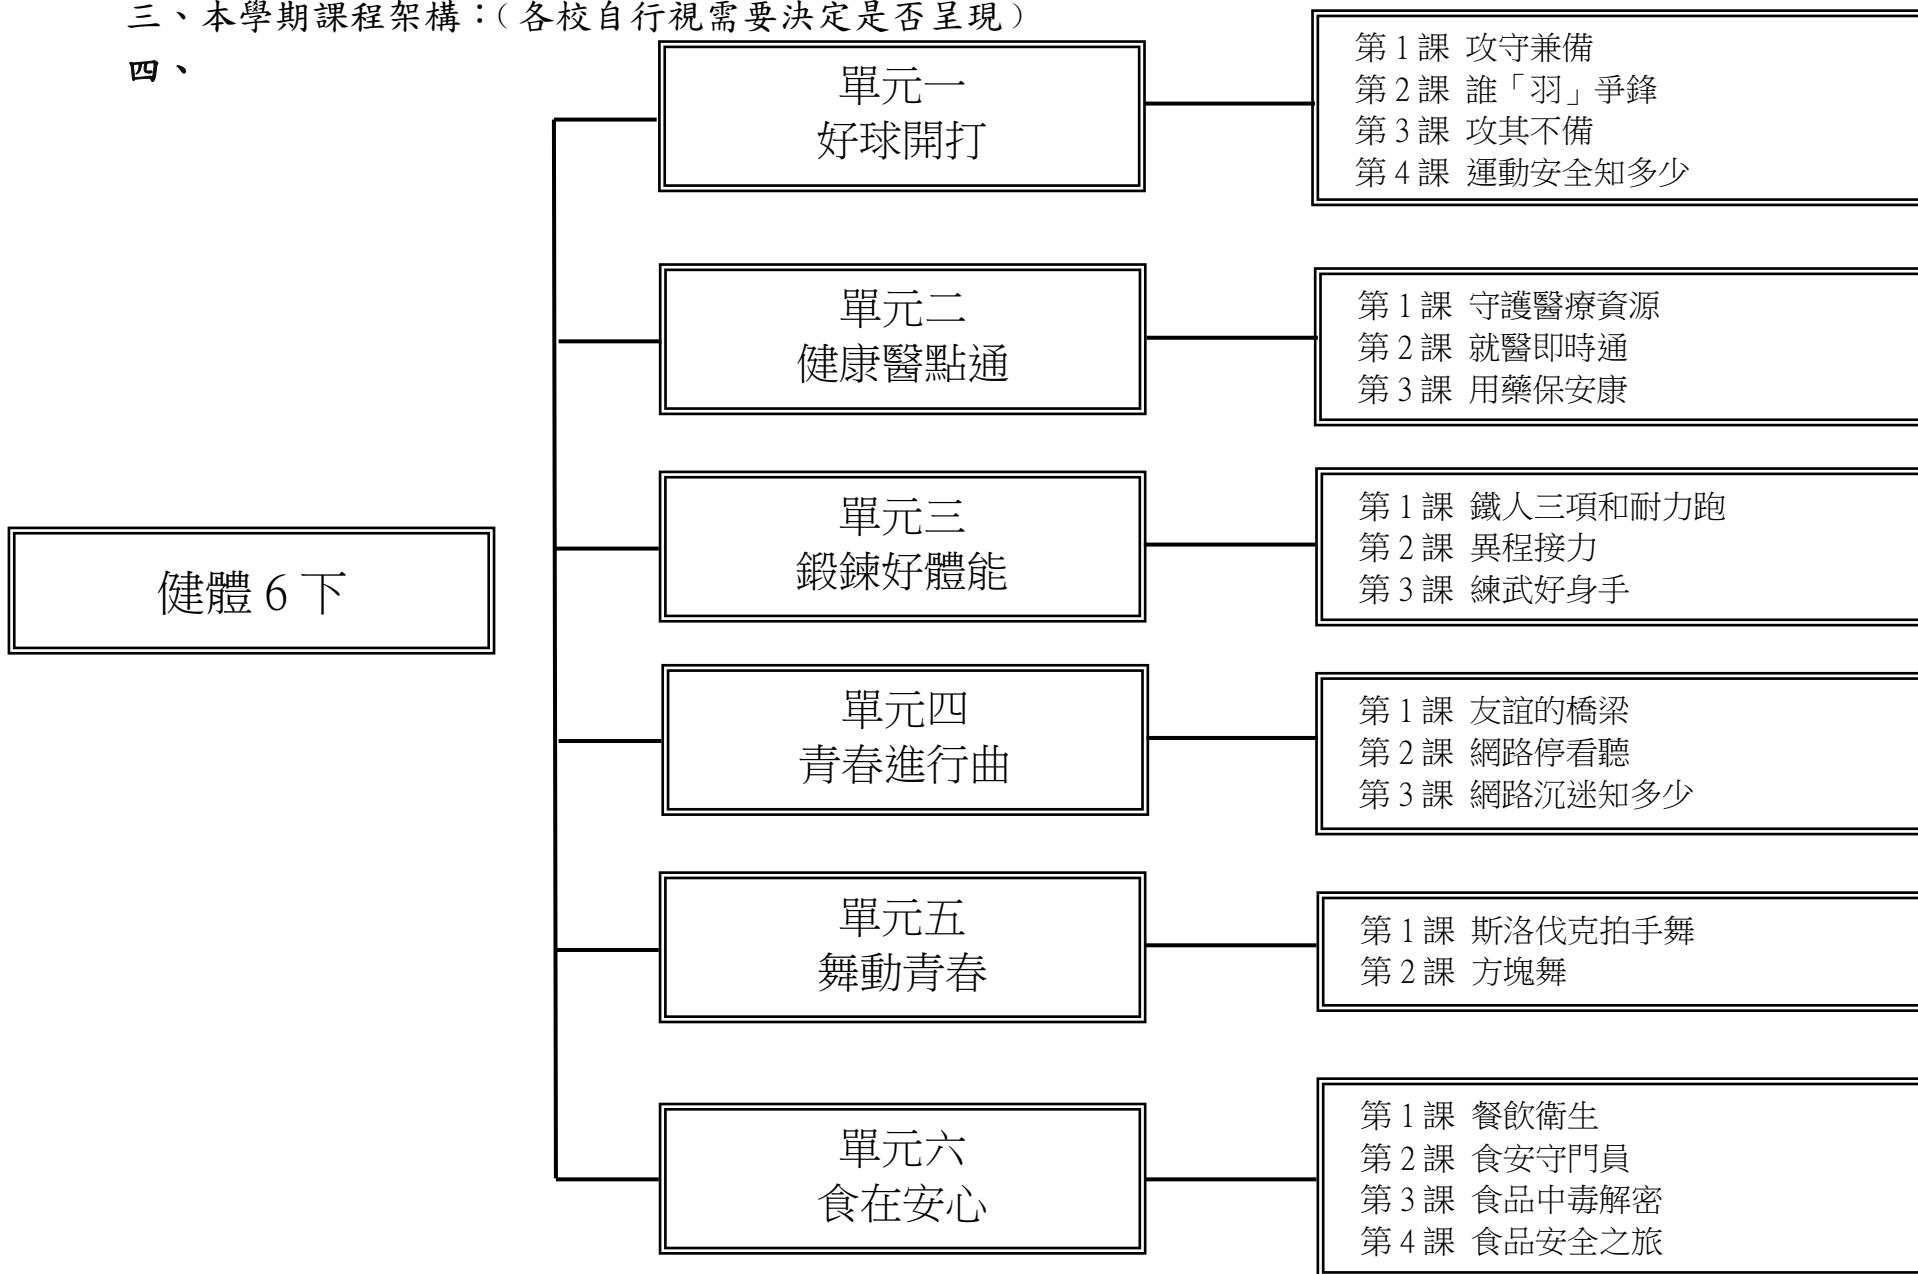 三、本學期課程架構：（各校自行視需要決定是否呈現）
四、
健體6下
單元一
好球開打
第1課 攻守兼備
第2課 誰「羽」爭鋒
第3課 攻其不備
第4課 運動安全知多少
單元二
健康醫點通
第1課 守護醫療資源
第2課 就醫即時通
第3課 用藥保安康
單元三
鍛鍊好體能
第1課 鐵人三項和耐力跑
第2課 異程接力
第3課 練武好身手
單元四
青春進行曲
第1課 友誼的橋梁
第2課 網路停看聽
第3課 網路沉迷知多少
單元五
舞動青春
第1課 斯洛伐克拍手舞
第2課 方塊舞
單元六
食在安心
第1課 餐飲衛生
第2課 食安守門員
第3課 食品中毒解密
第4課 食品安全之旅